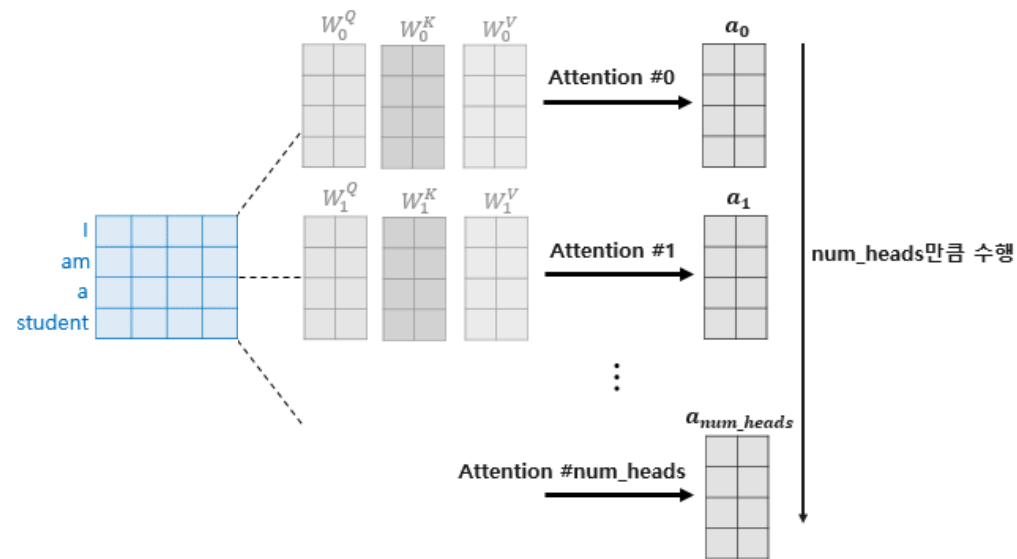 W_0^Q W_0^K W_0^V
a_0
Attention #0
W_1^Q W_1^K W_1^V
a_1
I
am
a
student
Attention #1
num_heads만큼 수행
⋮
a_num_heads
Attention #num_heads